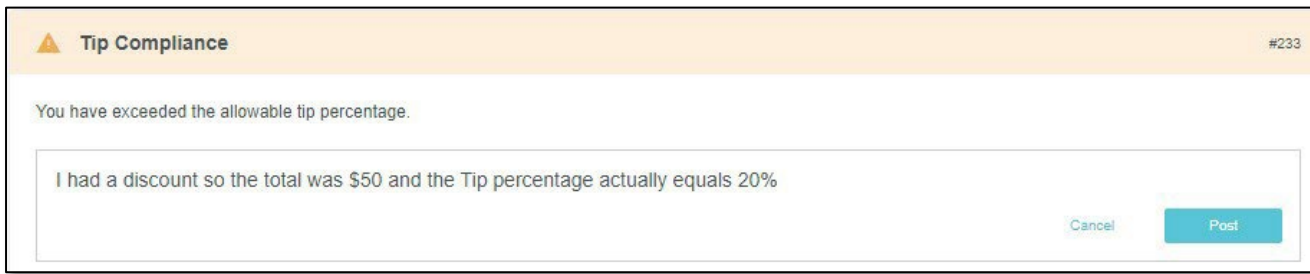 Tip Compliance #233
You have exceeded the allowable tip percentage.
I had a discount so the total was $50 and the Tip percentage actually equals 20%
Cancel Post